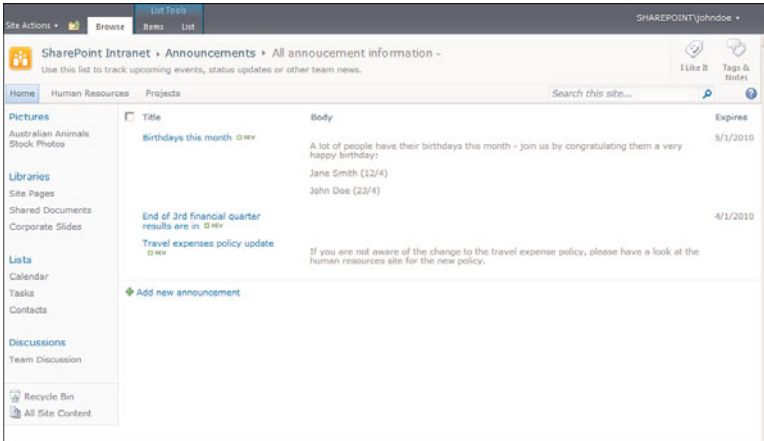 List Tools
Site Actions
Browse
Items
List
SHAREPOINT\johndoe
SharePoint Intranet › Announcements › All annoucement information
Use this list to track upcoming events, status updates or other team news.
I Like It
Tags &
Notes
Home
Human Resources
Projects
Search this site...
Pictures
Australian Animals
Stock Photos
Libraries
Site Pages
Shared Documents
Corporate Slides
Lists
Calendar
Tasks
Contacts
Discussions
Team Discussion
Recycle Bin
All Site Content
Title
Body
Expires
Birthdays this month NEW
5/1/2010
A lot of people have their birthdays this month - join us by congratulating them a very
happy birthday:
Jane Smith (12/4)
John Doe (23/4)
End of 3rd financial quarter
results are in NEW
4/1/2010
Travel expenses policy update
NEW
If you are not aware of the change to the travel expense policy, please have a look at the
human resources site for the new policy.
Add new announcement